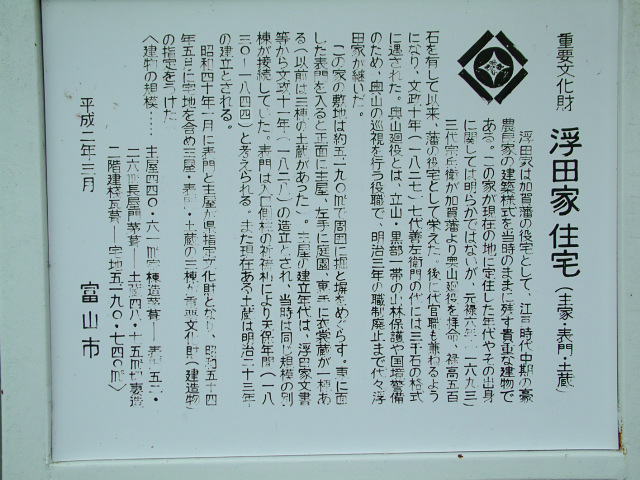 重要文化財
浮田家住宅（主家・表門・土蔵）
浮田家は加賀藩の役宅として、江戸時代中期の豪
農民家の建築様式を当時のままに残す貴重な建物で
ある。この家が現在の地に定住した年代やその出身
に関しては明らかではないが、元禄六年（一六九三）
三代宗兵衛が加賀藩より奥山廻役を拝命、禄高五百
石を有して以来、藩の役宅として栄えた。後に代官職も兼ねるよう
になり、文政十年（一八二七）七代善左衛門の代には三千石の格式
に遇された。奥山廻役とは、立山・黒部一帯の山林保護や国境警備
のため、奥山の巡視を行う役職で、明治三年の職制廃止まで代々浮
田家が継いだ。
この家の敷地は約五一九〇㎡で周囲に堀と塀をめぐらす。東に面
した表門を入ると正面に主屋、左手に庭園、裏手に衣裳蔵が一棟あ
る（以前は三棟の土蔵があった）。主屋の建立年代は、浮田家文書
等から文政十一年（一八二八）の造立とされ、当時は同じ規模の別
棟が接続していた。表門は入口側柱の祈祷札により天保年間（一八
三〇～一八四四）と考えられる。また現存ある土蔵は明治二十三年
の建立とされる。
昭和四十年一月に表門と主屋が県指定文化財となり、昭和五十四
年五月に宅地を含め主屋・表門・土蔵の三棟が重要文化財（建造物）
の指定をうけた。
〈建物の規模……主屋四四〇・六一㎡寄棟造茅葺──表門五三・
二六㎡長屋門茅葺──土蔵四八・十五㎡切妻造
二階建桟瓦葺──宅地五一九〇・七四〇㎡〉
平成二年三月
富山市